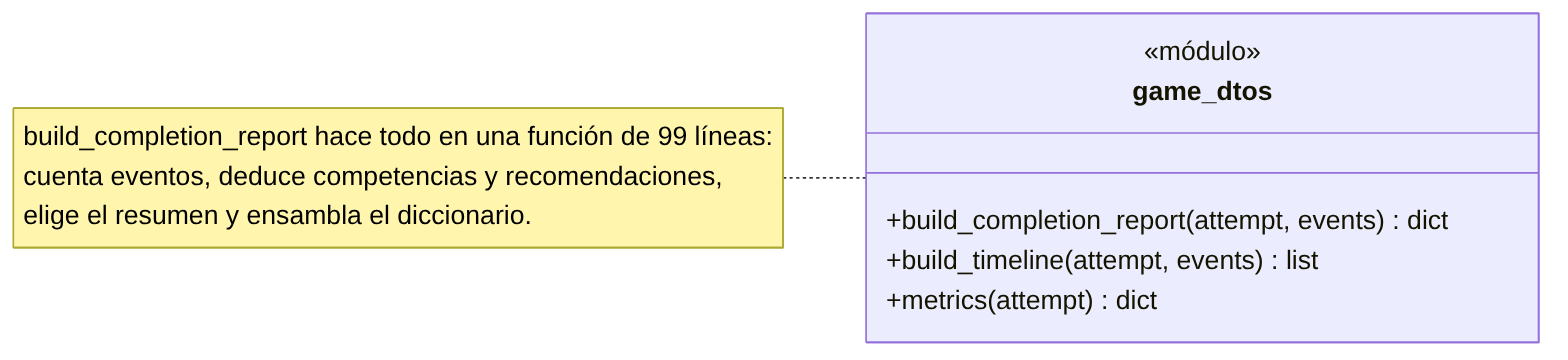 build_completion_report hace todo en una función de 99 líneas:
cuenta eventos, deduce competencias y recomendaciones,
elige el resumen y ensambla el diccionario.
«módulo»
game_dtos
+build_completion_report(attempt, events) : dict
+build_timeline(attempt, events) : list
+metrics(attempt) : dict